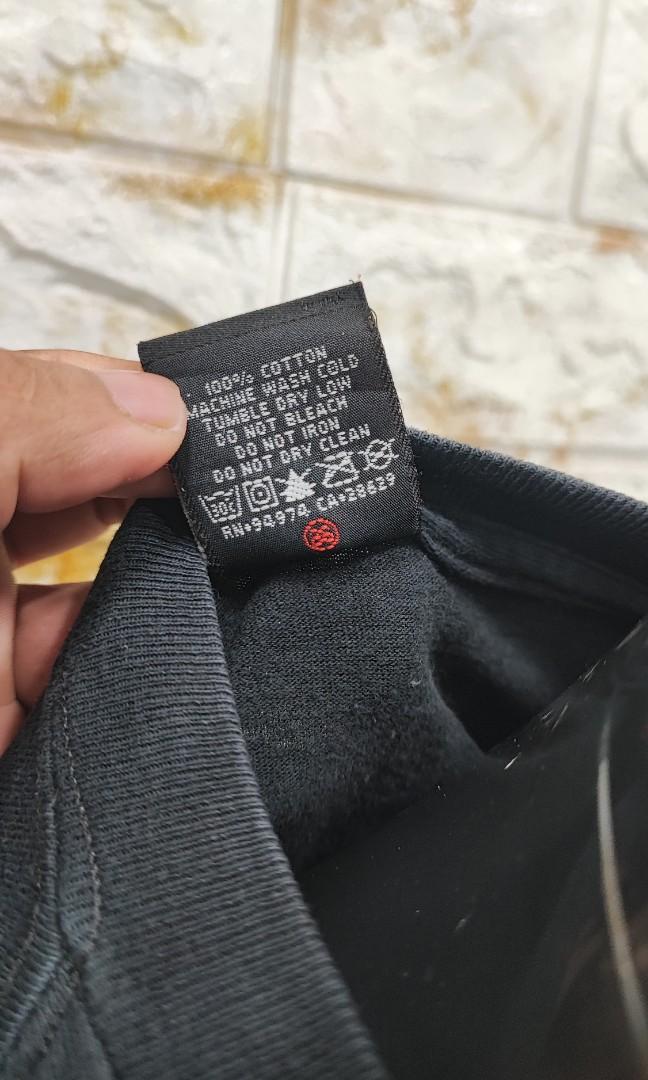 100% COTTON
MACHINE WASH COLD
TUMBLE DRY LOW
DO NOT BLEACH
DO NOT IRON
DO NOT DRY CLEAN
30C
RN•94974 CA•28639